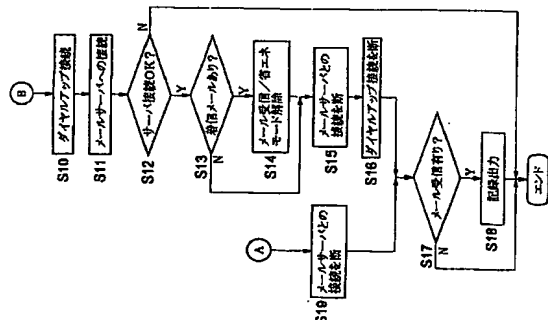 B
S10
ダイヤルアップ接続
S11
メールサーバへの接続
S12
サーバ接続OK?
N
Y
S13
着信メールあり?
N
Y
S14
メール受信/省エネ
モード解除
S15
メールサーバとの
接続を断
S16
ダイヤルアップ接続を断
A
S19
メールサーバとの
接続を断
S17
メール受信有り?
N
Y
S18
記録出力
エンド